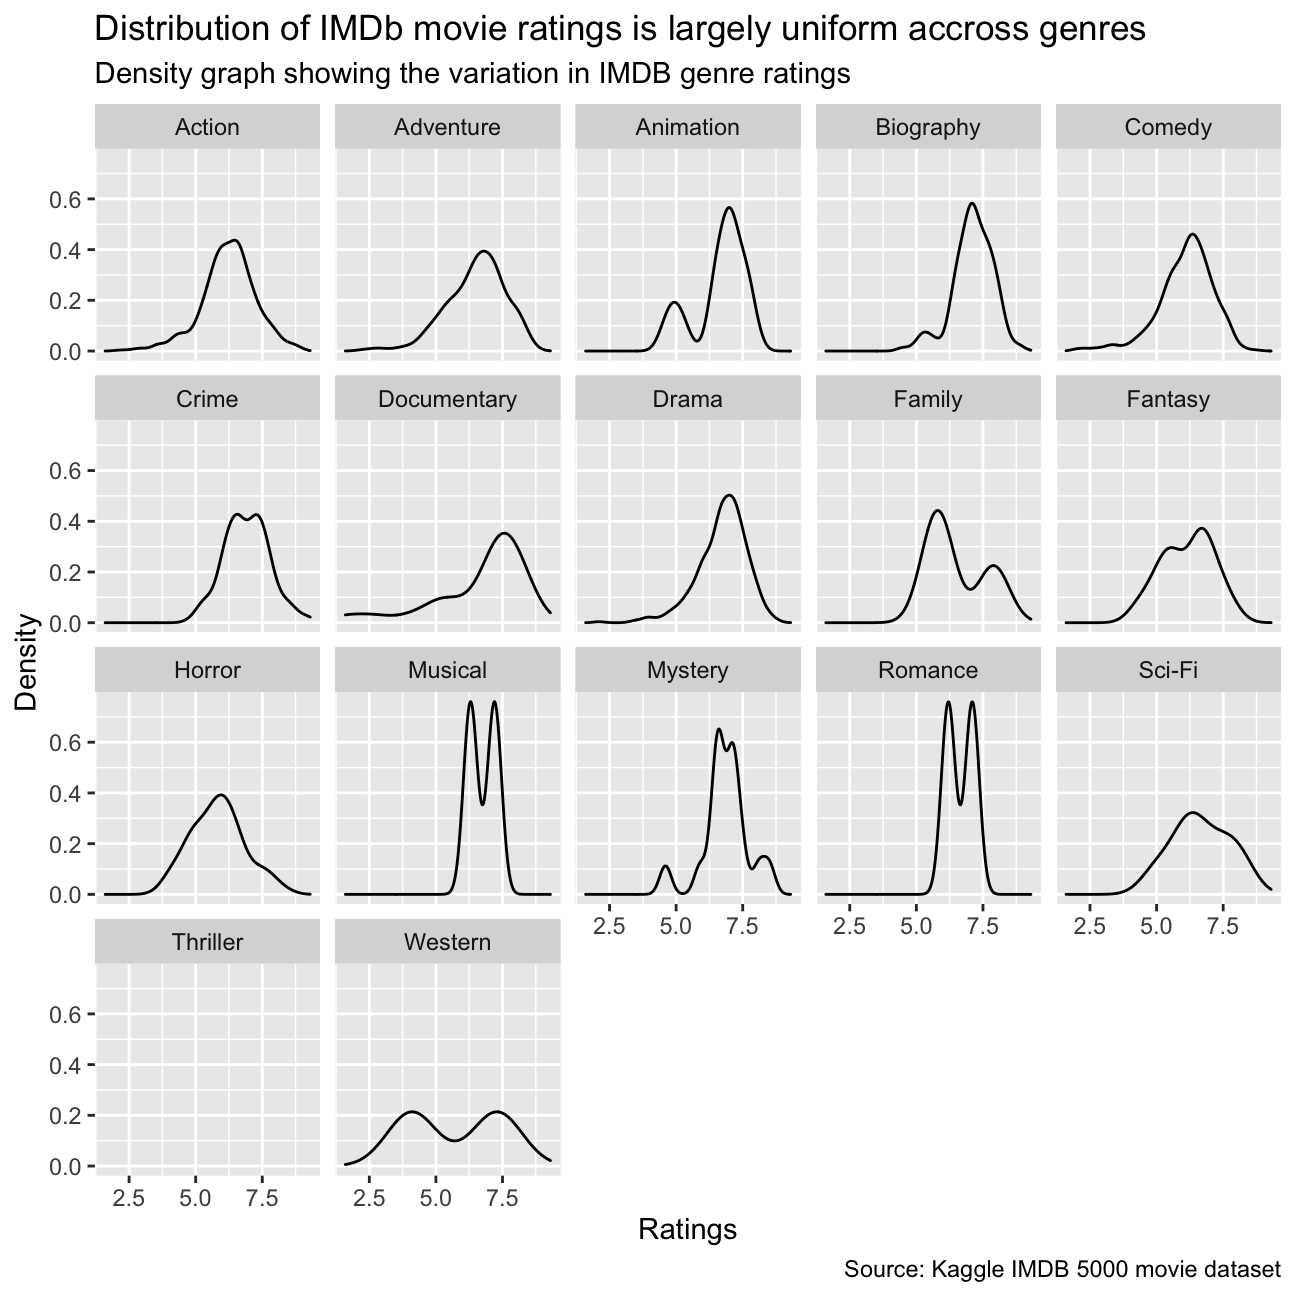 Distribution of IMDb movie ratings is largely uniform accross genres
Density graph showing the variation in IMDB genre ratings
Action Adventure Animation Biography Comedy
0.6
0.4
0.2
0.0
Crime Documentary Drama Family Fantasy
0.6
0.4
0.2
0.0
Density
Horror Musical Mystery Romance Sci-Fi
0.6
0.4
0.2
0.0
2.5 5.0 7.5 2.5 5.0 7.5 2.5 5.0 7.5
Thriller Western
0.6
0.4
0.2
0.0
2.5 5.0 7.5 2.5 5.0 7.5
Ratings
Source: Kaggle IMDB 5000 movie dataset